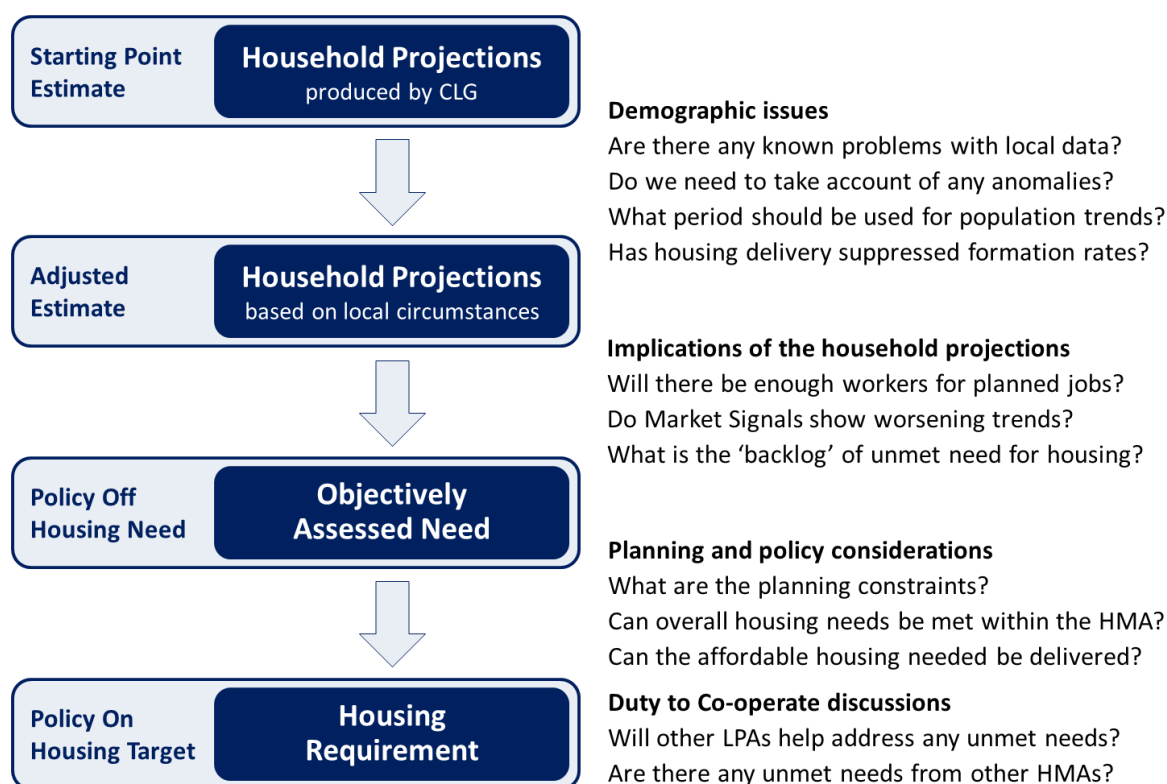 Starting Point
Estimate
Household Projections
produced by CLG
Demographic issues
Are there any known problems with local data?
Do we need to take account of any anomalies?
What period should be used for population trends?
Has housing delivery suppressed formation rates?
Adjusted
Estimate
Household Projections
based on local circumstances
Implications of the household projections
Will there be enough workers for planned jobs?
Do Market Signals show worsening trends?
What is the ‘backlog’ of unmet need for housing?
Policy Off
Housing Need
Objectively
Assessed Need
Planning and policy considerations
What are the planning constraints?
Can overall housing needs be met within the HMA?
Can the affordable housing needed be delivered?
Policy On
Housing Target
Housing
Requirement
Duty to Co-operate discussions
Will other LPAs help address any unmet needs?
Are there any unmet needs from other HMAs?